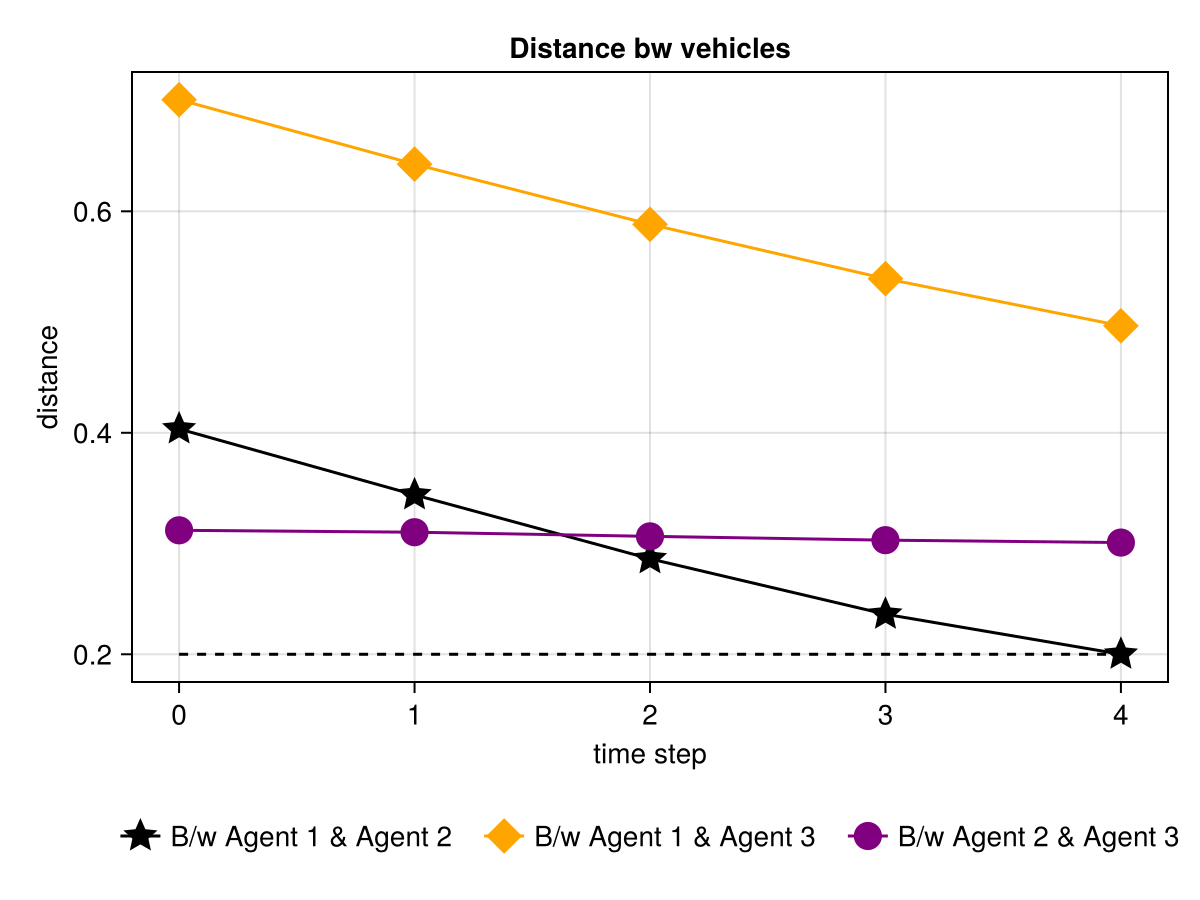 Distance bw vehicles
distance
0.6
0.4
0.2
0 1 2 3 4
time step
B/w Agent 1 & Agent 2 B/w Agent 1 & Agent 3 B/w Agent 2 & Agent 3